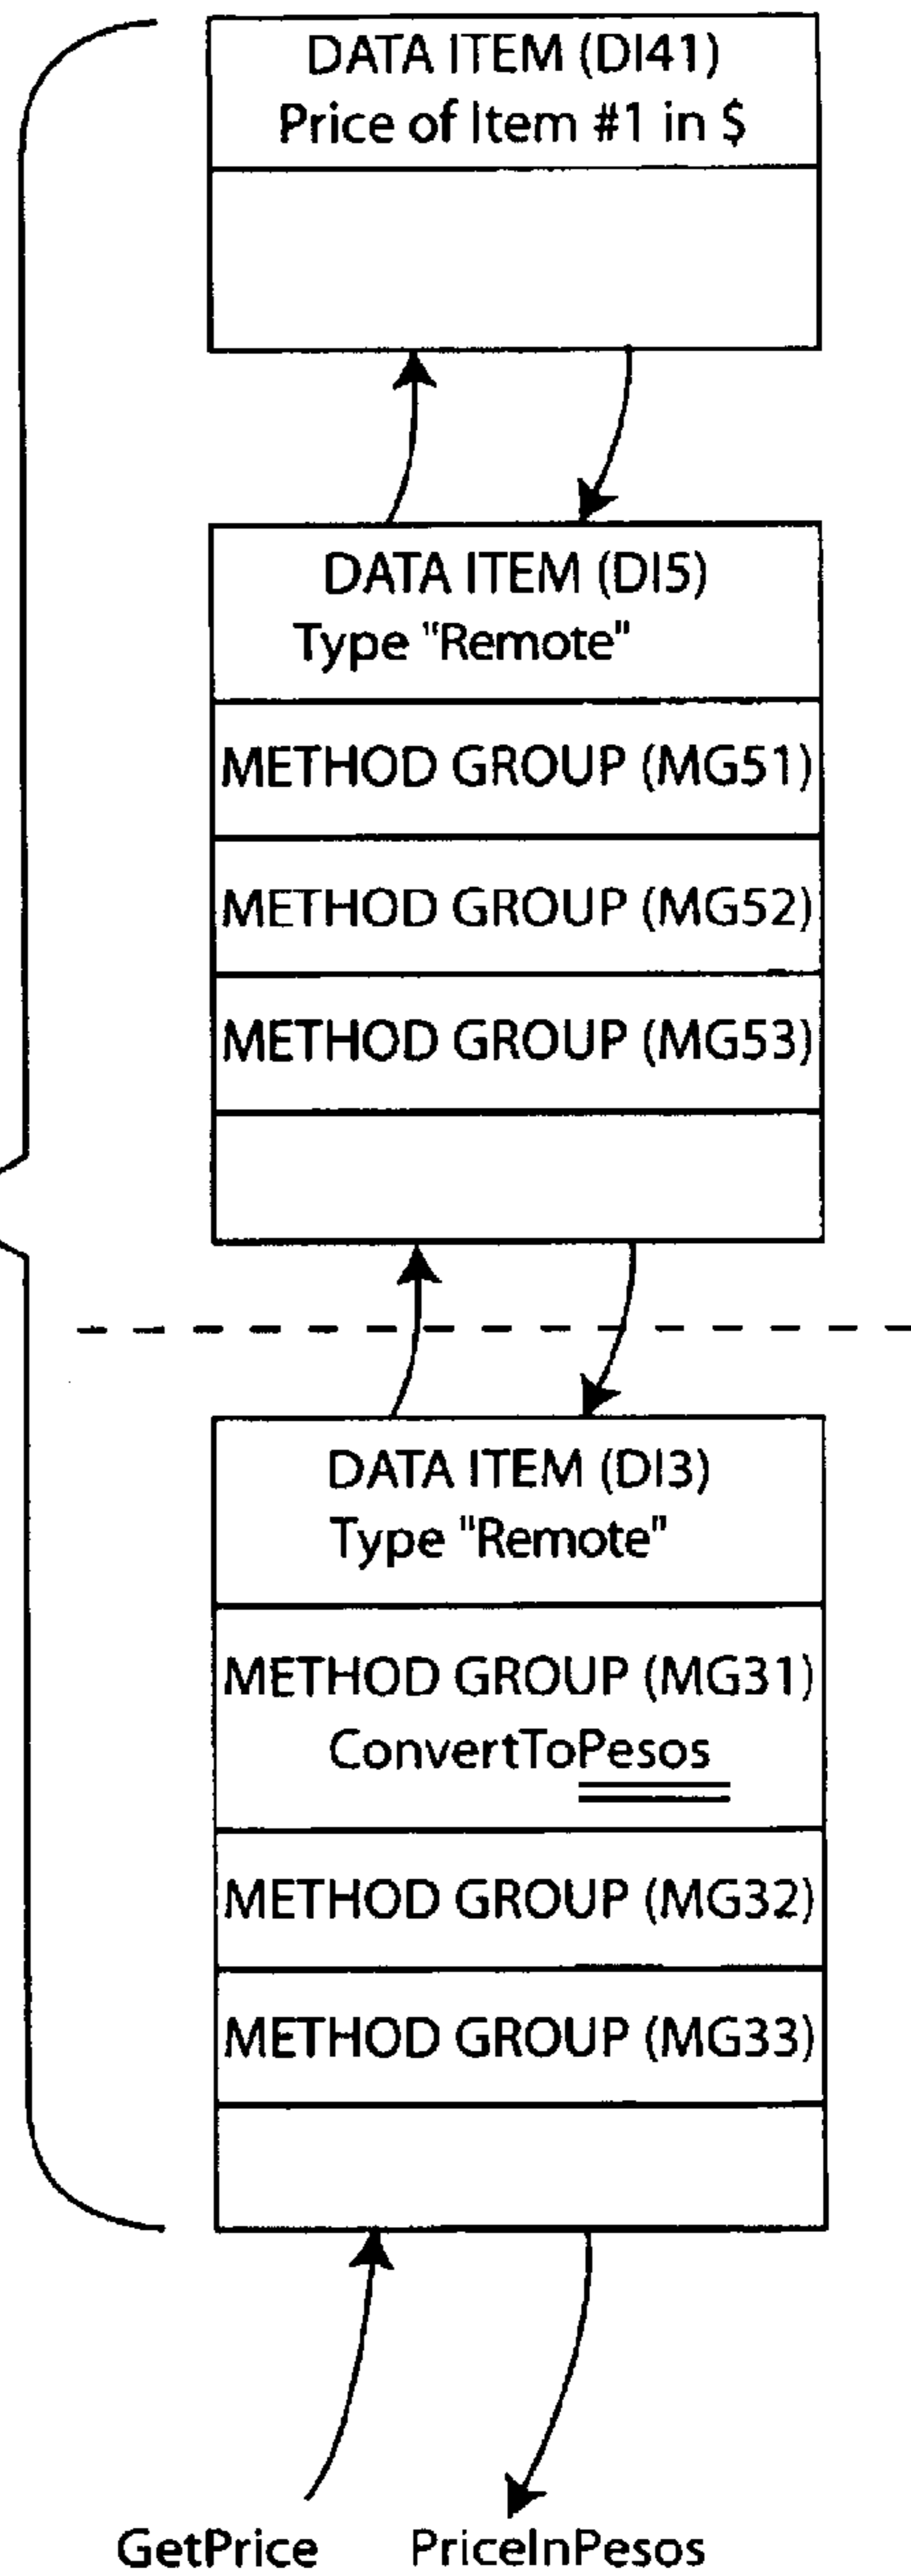 DATA ITEM (DI41)
Price of Item #1 in $
DATA ITEM (DI5)
Type "Remote"
METHOD GROUP (MG51)
METHOD GROUP (MG52)
METHOD GROUP (MG53)
DATA ITEM (DI3)
Type "Remote"
METHOD GROUP (MG31)
ConvertToPesos
METHOD GROUP (MG32)
METHOD GROUP (MG33)
GetPrice PriceInPesos